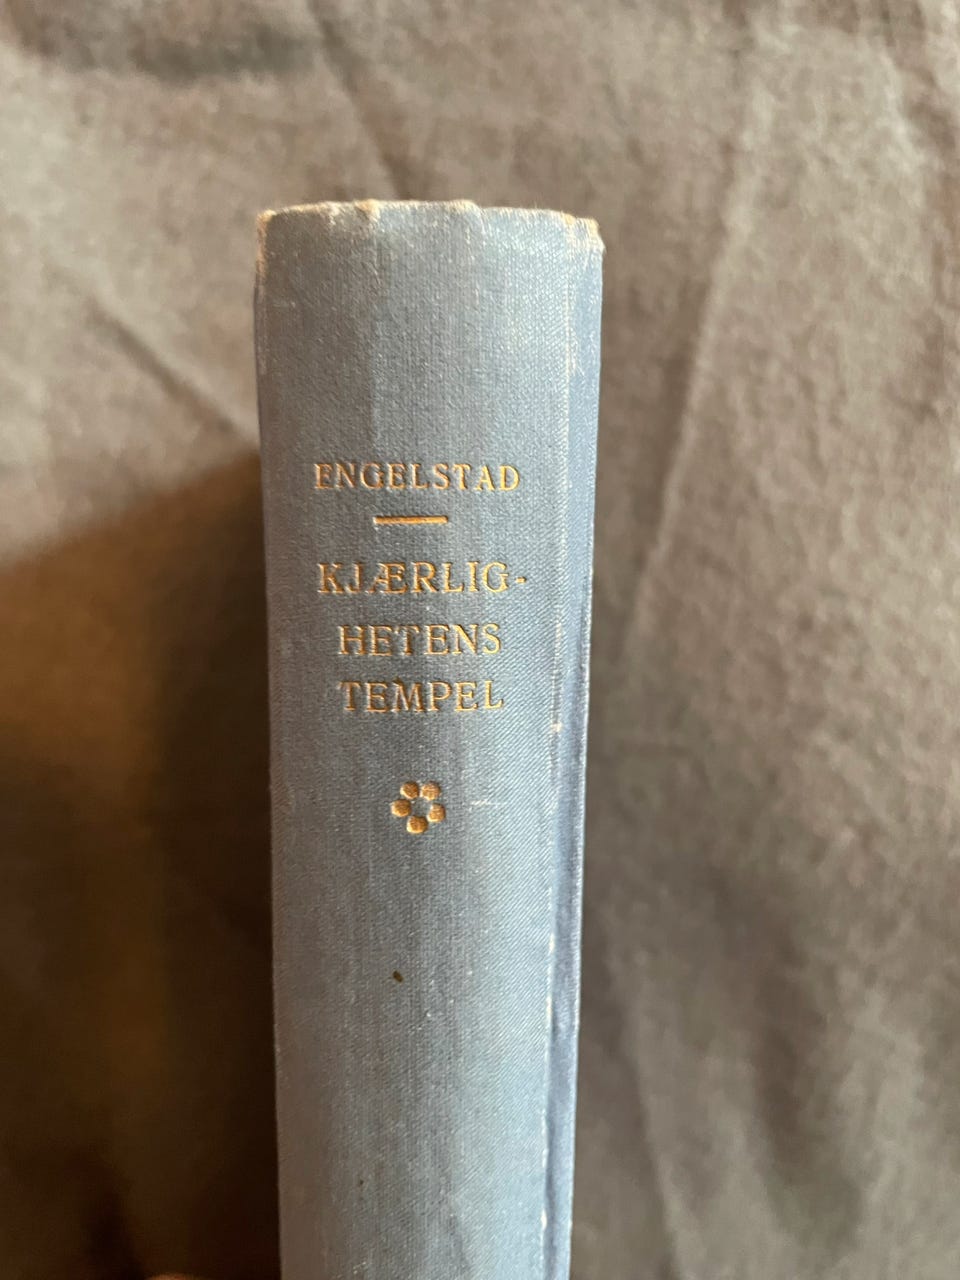 ENGELSTAD
KJÆRLIG-
HETENS
TEMPEL